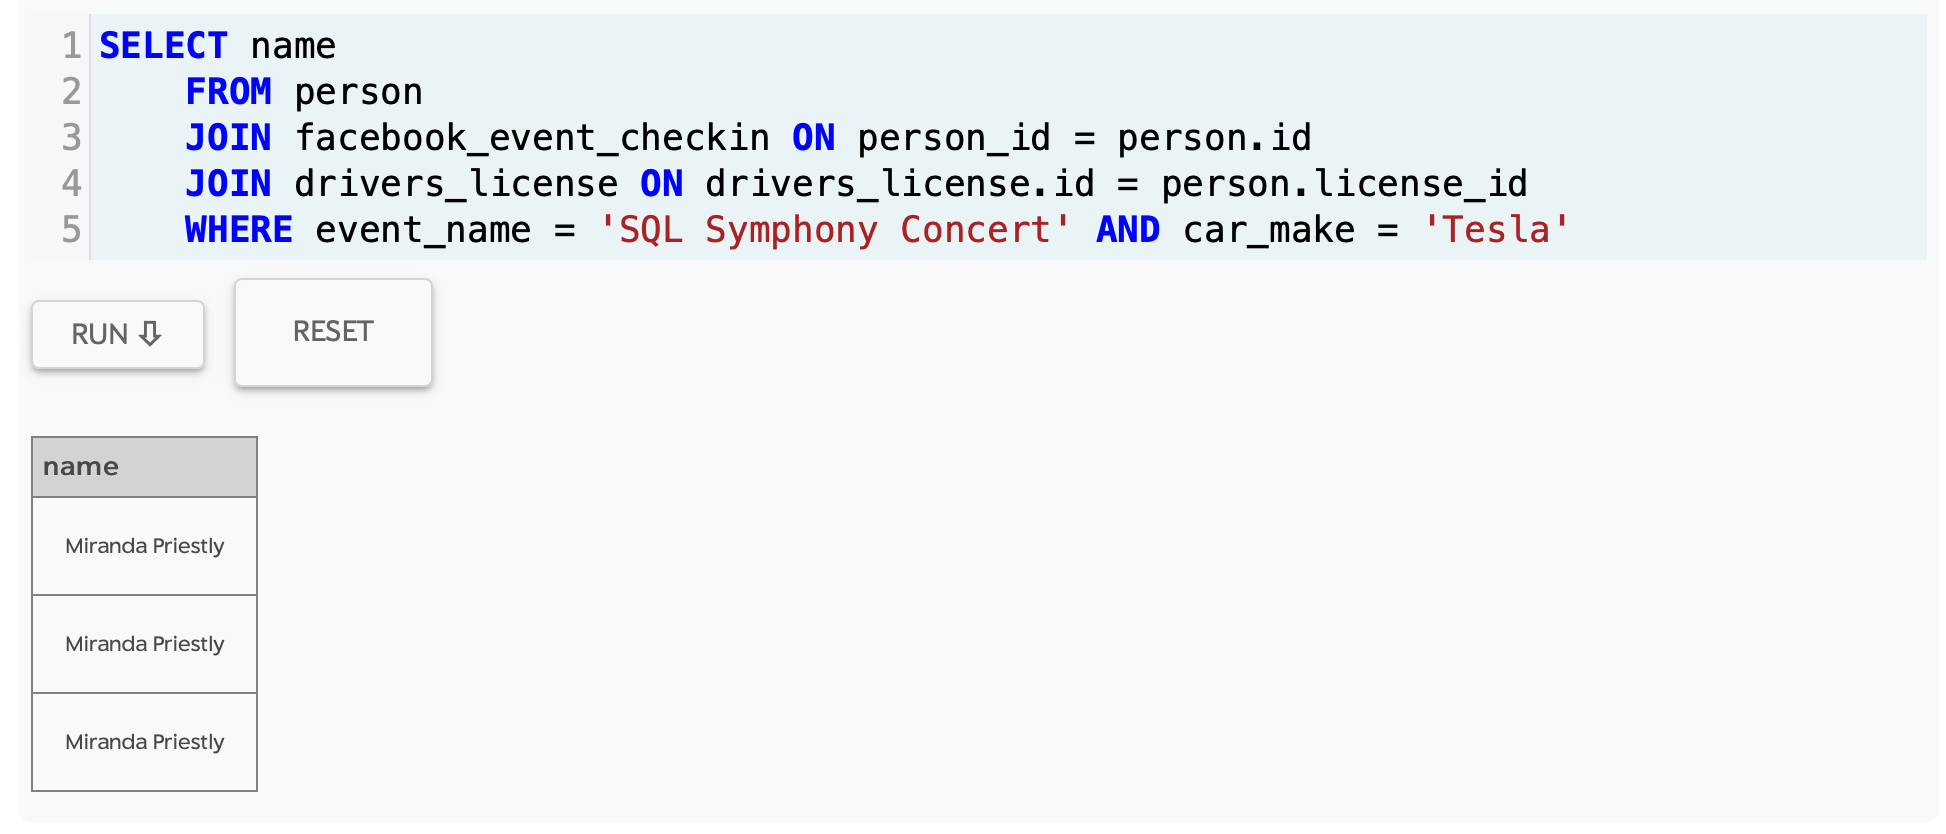 1 SELECT name
2 FROM person
3 JOIN facebook_event_checkin ON person_id = person.id
4 JOIN drivers_license ON drivers_license.id = person.license_id
5 WHERE event_name = 'SQL Symphony Concert' AND car_make = 'Tesla'
RUN ⇩ RESET
name
Miranda Priestly
Miranda Priestly
Miranda Priestly